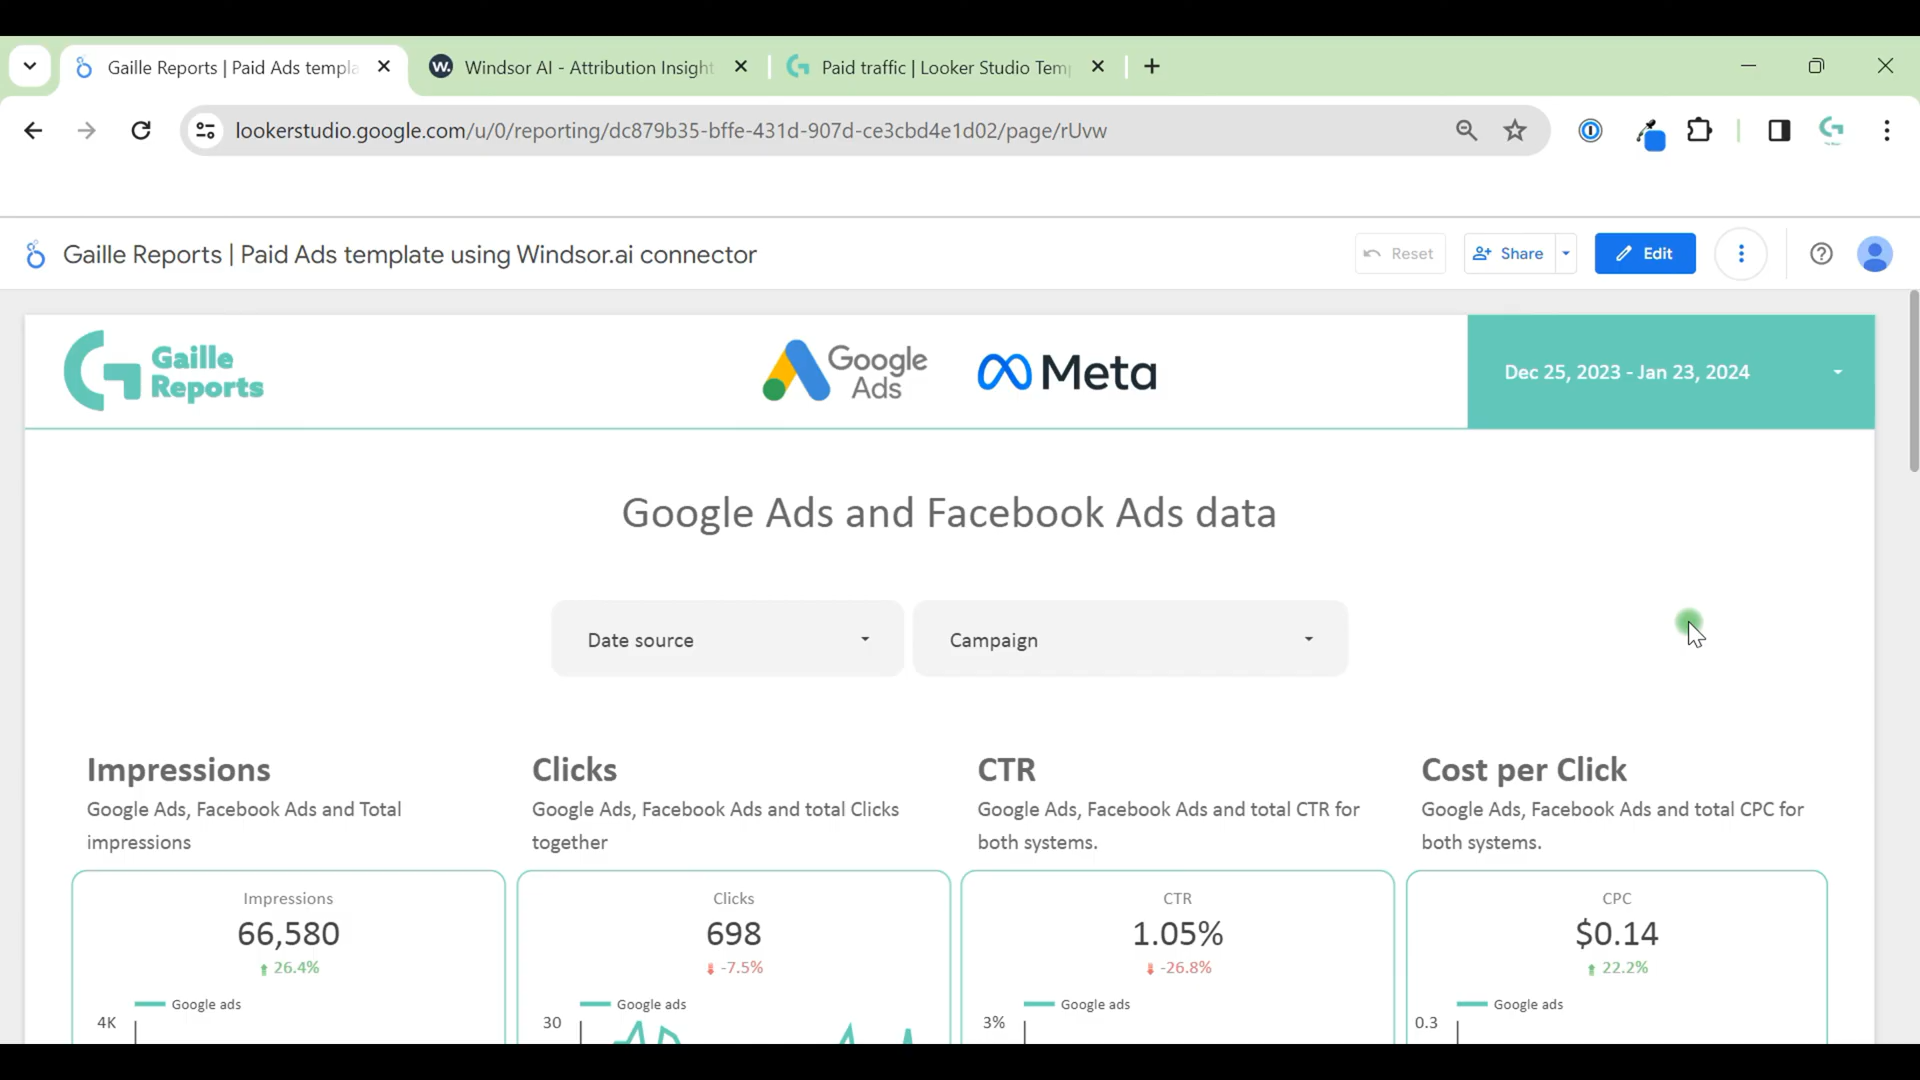 Gaille Reports | Paid Ads templa
Windsor AI - Attribution Insight
Paid traffic | Looker Studio Tem
lookerstudio.google.com/u/0/reporting/dc879b35-bffe-431d-907d-ce3cbd4e1d02/page/rUvw
Gaille Reports | Paid Ads template using Windsor.ai connector
Reset
Share
Edit
Gaille
Reports
Google
Ads
Meta
Dec 25, 2023 - Jan 23, 2024
Google Ads and Facebook Ads data
Date source
Campaign
Impressions
Google Ads, Facebook Ads and Total
impressions
Clicks
Google Ads, Facebook Ads and total Clicks
together
CTR
Google Ads, Facebook Ads and total CTR for
both systems.
Cost per Click
Google Ads, Facebook Ads and total CPC for
both systems.
Impressions
66,580
26.4%
Google ads
4K
Clicks
698
-7.5%
Google ads
30
CTR
1.05%
-26.8%
Google ads
3%
CPC
$0.14
22.2%
Google ads
0.3